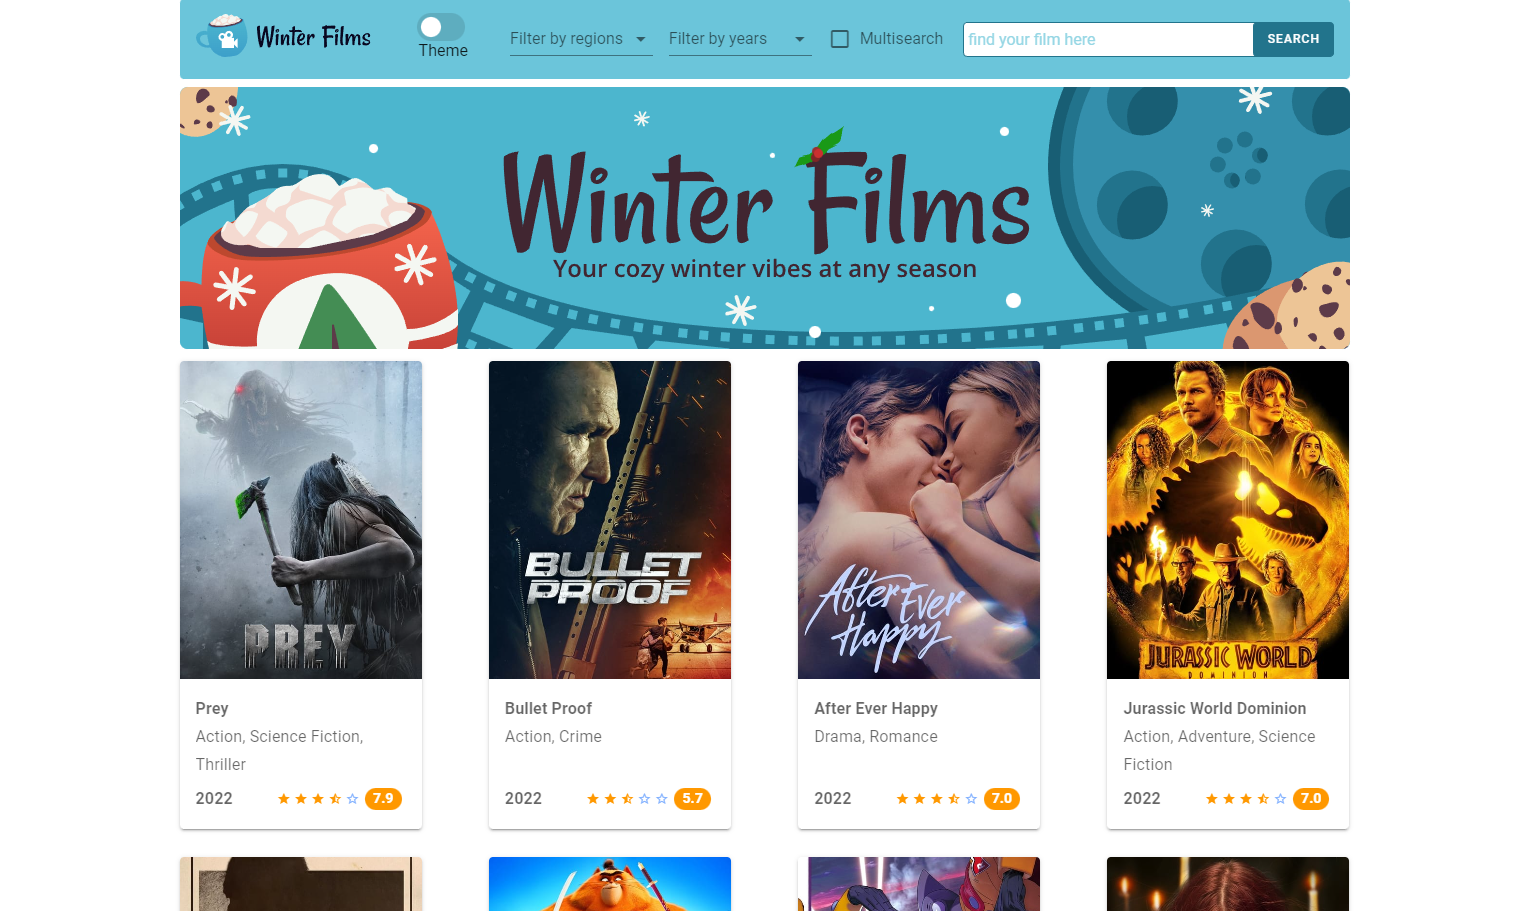 Winter Films
Theme
Filter by regions
Filter by years
Multisearch
find your film here
SEARCH
Winter Films
Your cozy winter vibes at any season
PREY
BULLET
PROOF
After Ever
Happy
JURASSIC WORLD
DOMINION
Prey
Action, Science Fiction,
Thriller
2022
7.9
Bullet Proof
Action, Crime
2022
5.7
After Ever Happy
Drama, Romance
2022
7.0
Jurassic World Dominion
Action, Adventure, Science
Fiction
2022
7.0